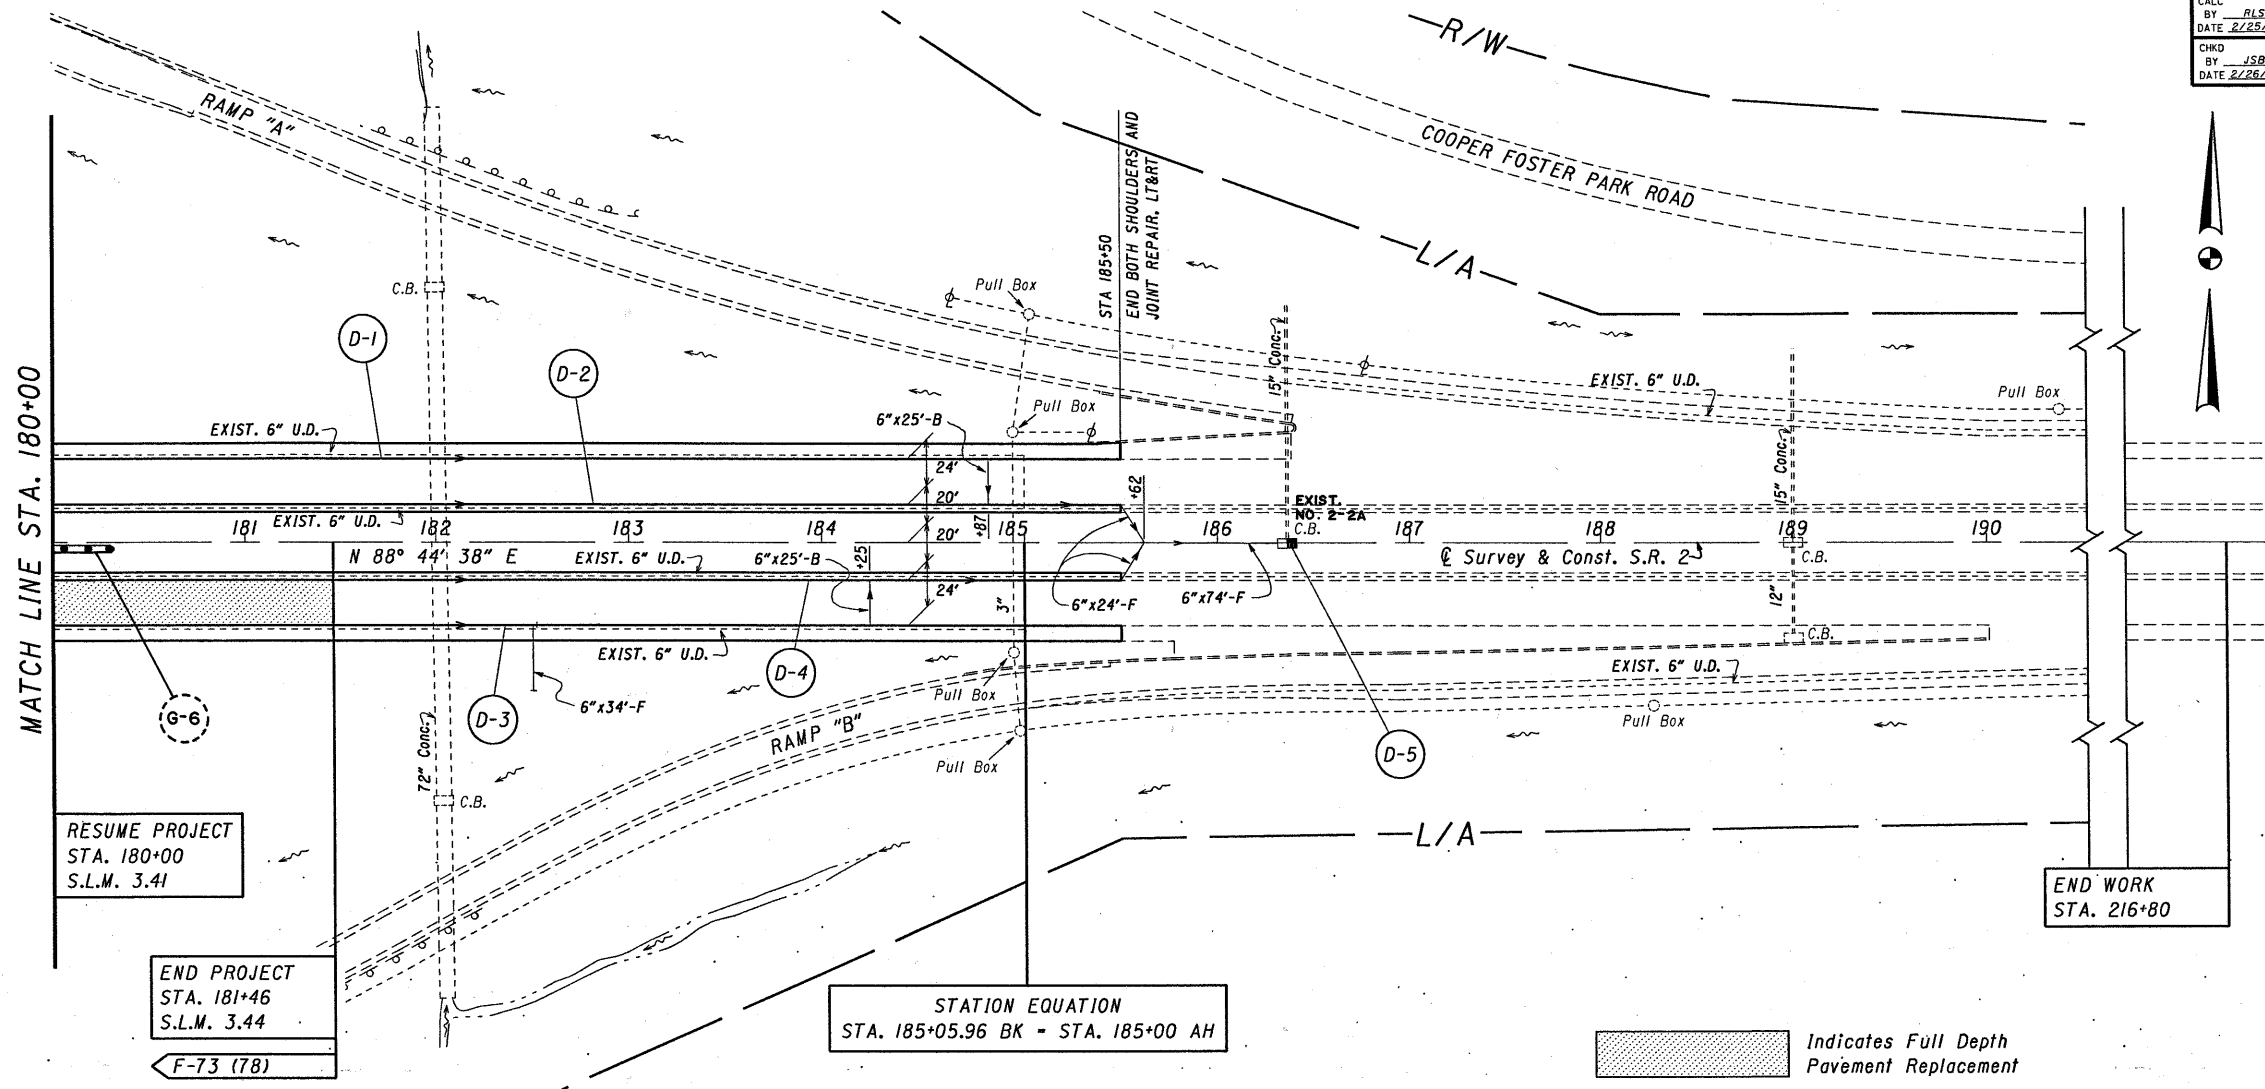 CALC
BY RLS
DATE 2/25/
CHKD
BY JSB
DATE 2/26/
R/W
RAMP "A"
COOPER FOSTER PARK ROAD
STA 185+50
END BOTH SHOULDERS AND
JOINT REPAIR, LT&RT
L/A
C.B.
Pull Box
15" Conc.
D-1
D-2
EXIST. 6" U.D.
Pull Box
Pull Box
6"x25'-B
EXIST. 6" U.D.
15" Conc.
MATCH LINE STA. 180+00
24'
20'
+87
+62
EXIST. 6" U.D.
EXIST.
NO. 2-2A
C.B.
181 182 183 184 185 186 187 188 189 190
20'
N 88° 44' 38" E
EXIST. 6" U.D.
6"x25'-B
+25
℄ Survey & Const. S.R. 2
C.B.
24'
3"
6"x24'-F
6"x74'-F
12"
C.B.
EXIST. 6" U.D.
D-4
Pull Box
EXIST. 6" U.D.
G-6
D-3
6"x34'-F
RAMP "B"
Pull Box
Pull Box
D-5
72" Conc.
C.B.
RESUME PROJECT
STA. 180+00
S.L.M. 3.41
L/A
END WORK
STA. 216+80
END PROJECT
STA. 181+46
S.L.M. 3.44
F-73 (78)
STATION EQUATION
STA. 185+05.96 BK = STA. 185+00 AH
Indicates Full Depth
Pavement Replacement